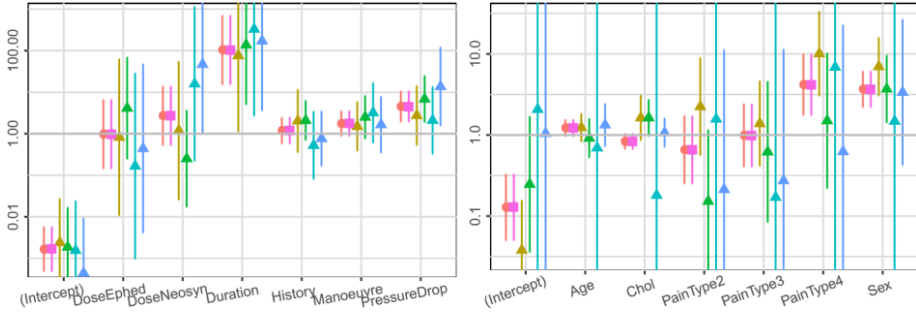 100.00
1.00
0.01
(Intercept)
DoseEphed
DoseNeosyn
Duration
History
Manoeuvre
PressureDrop
10.0
1.0
0.1
(Intercept)
Age
Chol
PainType2
PainType3
PainType4
Sex